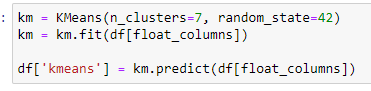 : km = KMeans(n_clusters=7, random_state=42)
km = km.fit(df[float_columns])
df['kmeans'] = km.predict(df[float_columns])